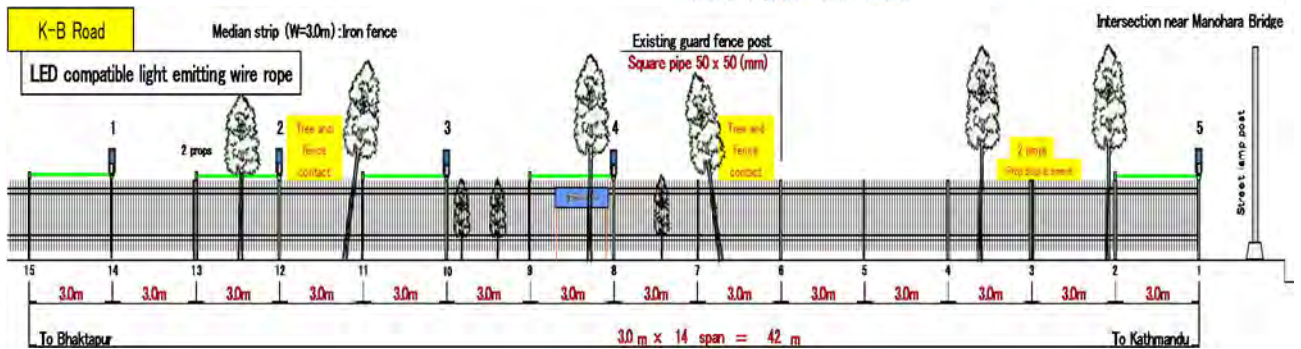 K-B Road
Median strip (W=3.0m) :Iron fence
Existing guard fence post
Square pipe 50 x 50 (mm)
Intersection near Manohara Bridge
LED compatible light emitting wire rope
1
2 props
2
Tree and
Fence
contact
3
4
Tree and
Fence
contact
2 props
5
Street lamp post
15 14 13 12 11 10 9 8 7 6 5 4 3 2 1
3.0m 3.0m 3.0m 3.0m 3.0m 3.0m 3.0m 3.0m 3.0m 3.0m 3.0m 3.0m 3.0m 3.0m
To Bhaktapur
3.0 m x 14 span = 42 m
To Kathmandu